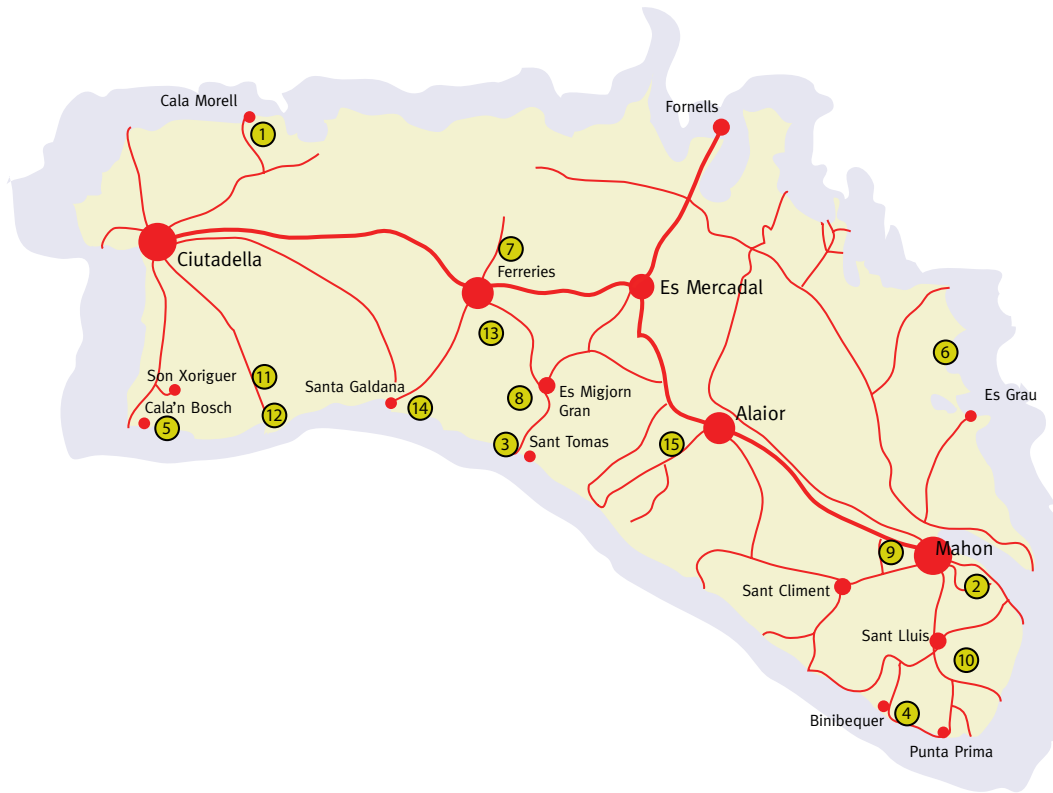 Cala Morell
1
Fornells
Ciutadella
7
Ferreries
Es Mercadal
13
6
Son Xoriguer
11
Santa Galdana
Es Migjorn
Gran
8
Es Grau
Cala'n Bosch
5
12
14
Alaior
3
Sant Tomas
15
9
Mahon
Sant Climent
2
Sant Lluis
10
Binibequer
4
Punta Prima